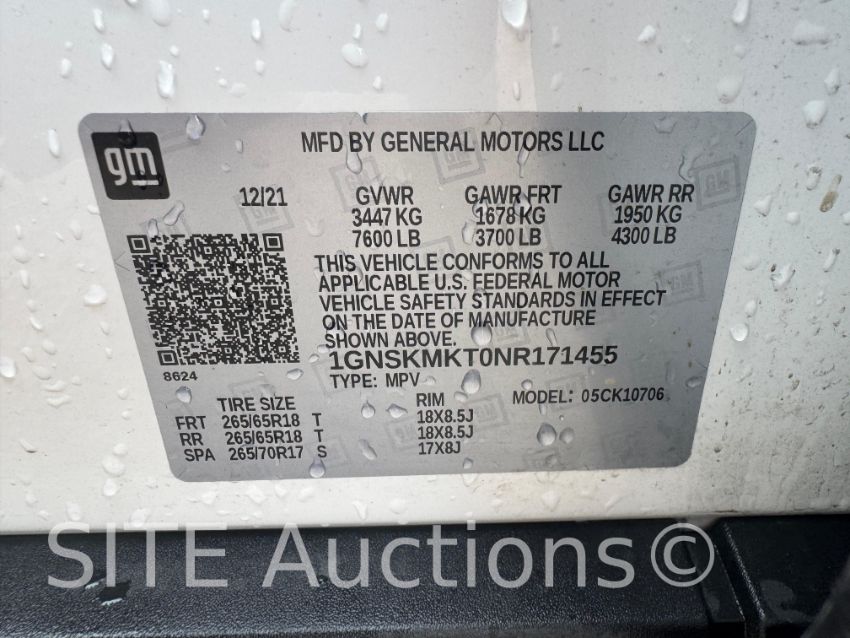 gm
MFD BY GENERAL MOTORS LLC
12/21 GVWR GAWR FRT GAWR RR
3447 KG 1678 KG 1950 KG
7600 LB 3700 LB 4300 LB
THIS VEHICLE CONFORMS TO ALL
APPLICABLE U.S. FEDERAL MOTOR
VEHICLE SAFETY STANDARDS IN EFFECT
ON THE DATE OF MANUFACTURE
SHOWN ABOVE.
1GNSKMKT0NR171455
8624
TYPE: MPV
MODEL: 05CK10706
TIRE SIZE RIM
FRT 265/65R18 T 18X8.5J
RR 265/65R18 T 18X8.5J
SPA 265/70R17 S 17X8J
SITE Auctions©